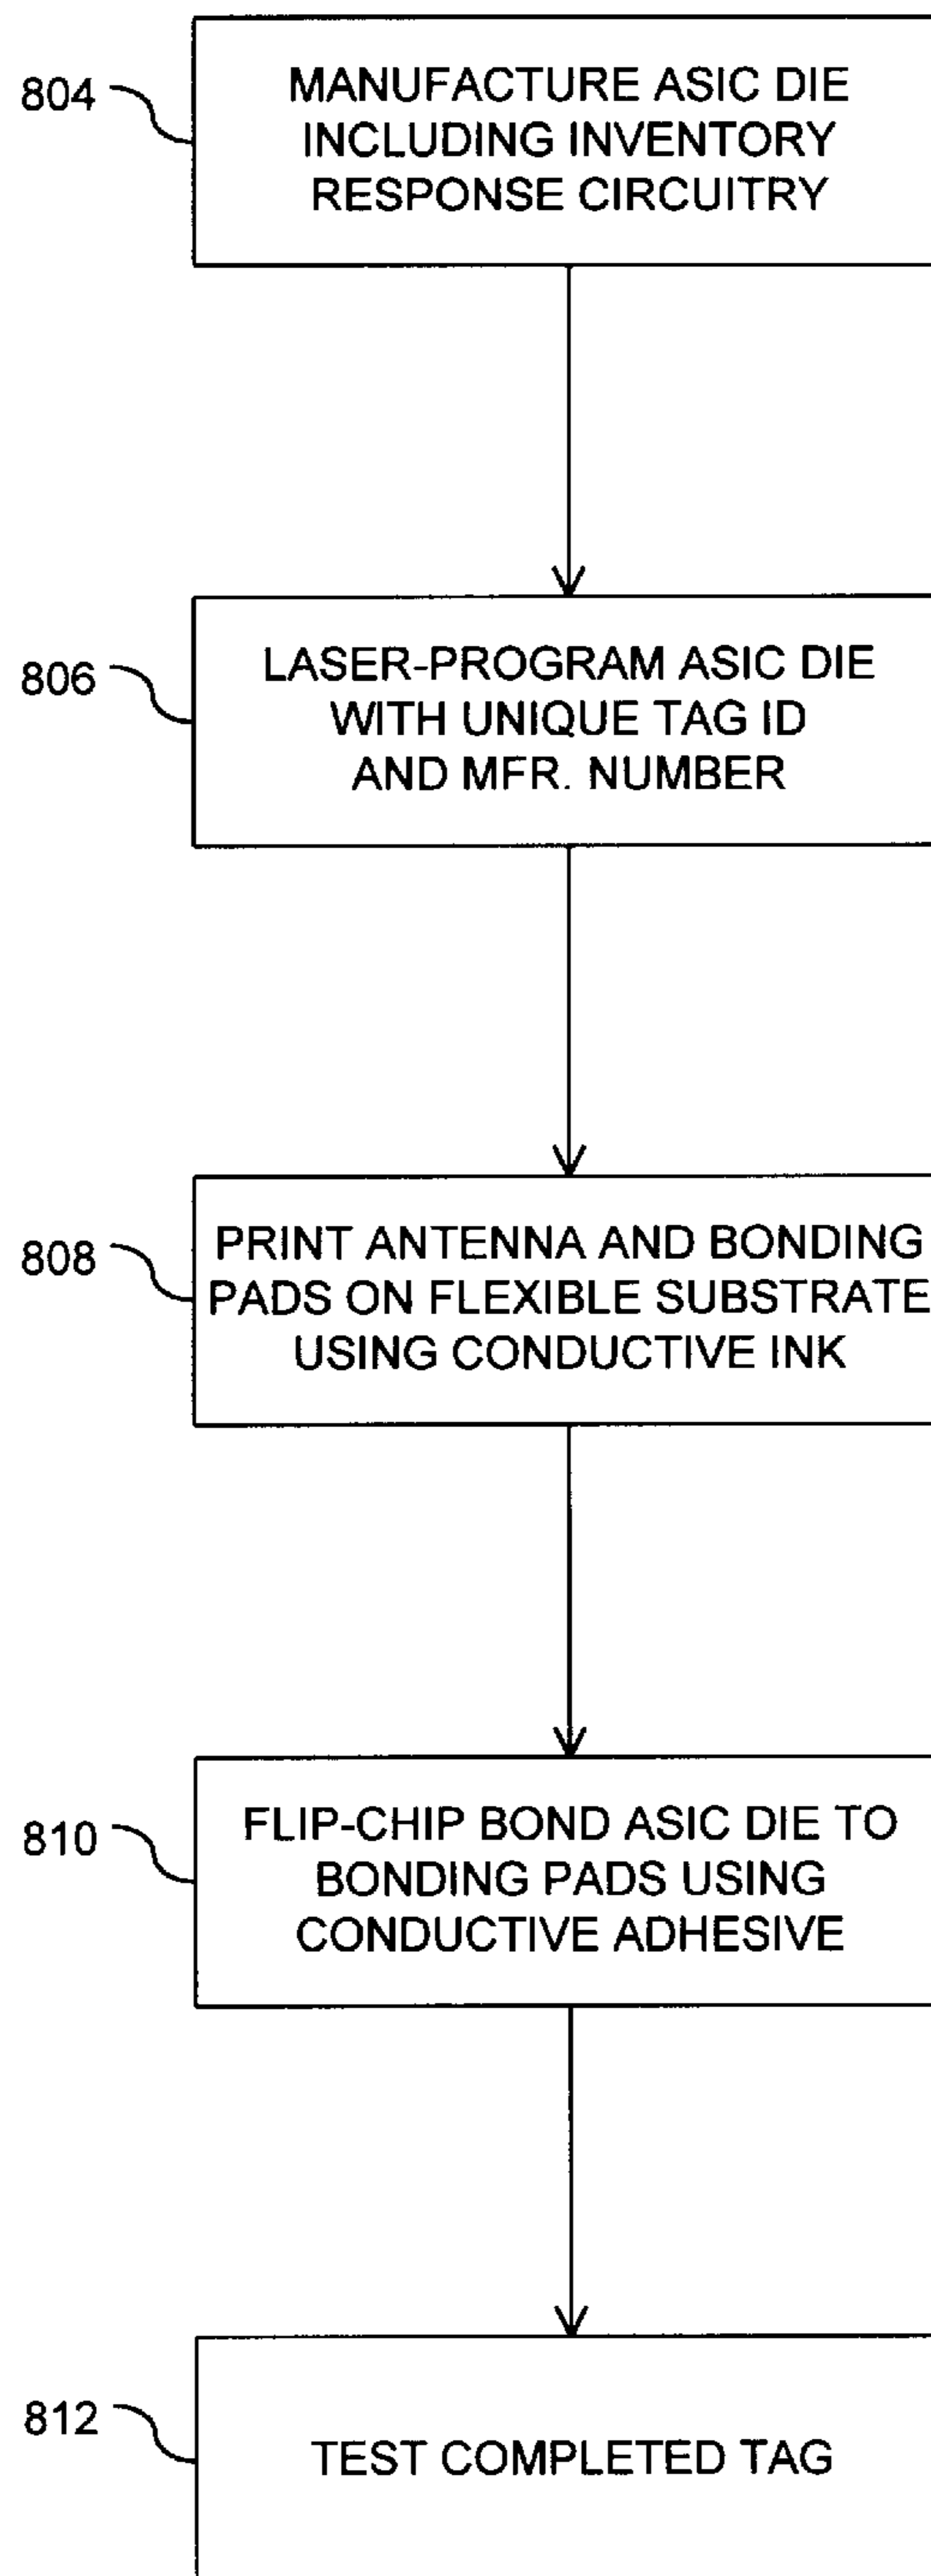 804
MANUFACTURE ASIC DIE
INCLUDING INVENTORY
RESPONSE CIRCUITRY
806
LASER-PROGRAM ASIC DIE
WITH UNIQUE TAG ID
AND MFR. NUMBER
808
PRINT ANTENNA AND BONDING
PADS ON FLEXIBLE SUBSTRATE
USING CONDUCTIVE INK
810
FLIP-CHIP BOND ASIC DIE TO
BONDING PADS USING
CONDUCTIVE ADHESIVE
812
TEST COMPLETED TAG